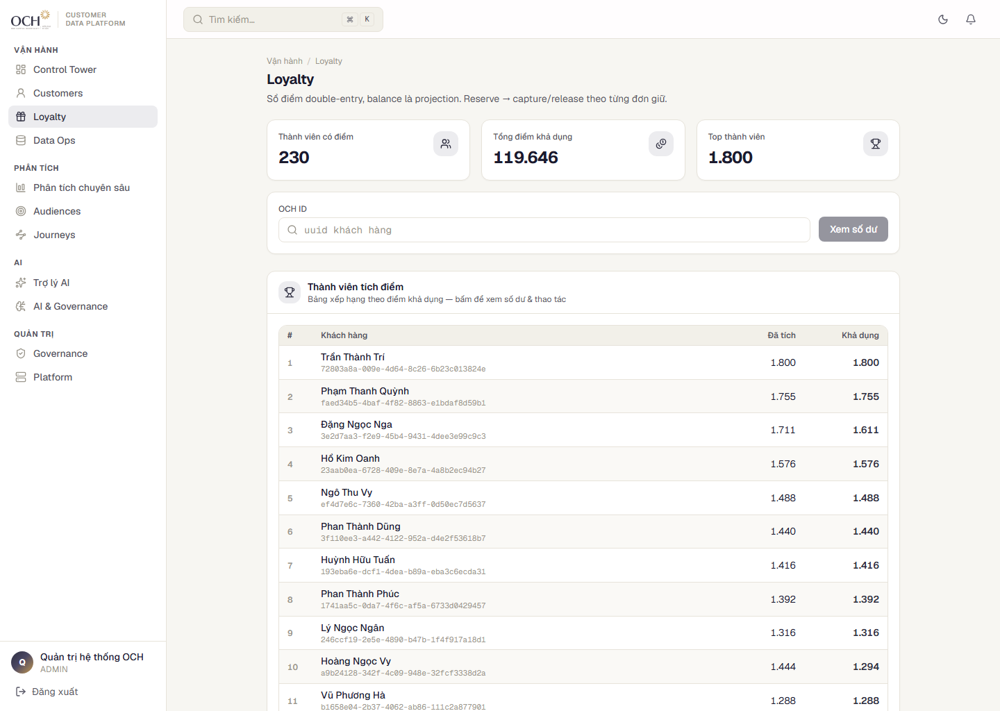 OCH
CUSTOMER
DATA PLATFORM
VẬN HÀNH
Control Tower
Customers
Loyalty
Data Ops
PHÂN TÍCH
Phân tích chuyên sâu
Audiences
Journeys
AI
Trợ lý AI
AI & Governance
QUẢN TRỊ
Governance
Platform
Q
Quản trị hệ thống OCH
ADMIN
Đăng xuất
Tìm kiếm...
⌘ K
Vận hành / Loyalty
Loyalty
Sổ điểm double-entry, balance là projection. Reserve → capture/release theo từng đơn giữ.
Thành viên có điểm
230
Tổng điểm khả dụng
119.646
Top thành viên
1.800
OCH ID
uuid khách hàng
Xem số dư
Thành viên tích điểm
Bảng xếp hạng theo điểm khả dụng — bấm để xem số dư & thao tác
# Khách hàng Đã tích Khả dụng
1 Trần Thành Trí 1.800 1.800
72803a8a-009e-4d64-8c26-6b23c013824e
2 Phạm Thanh Quỳnh 1.755 1.755
faed34b5-4baf-4f82-8863-e1bdaf8d59b1
3 Đặng Ngọc Nga 1.711 1.611
3e2d7aa3-f2e9-45b4-9431-4dee3e99c9c3
4 Hồ Kim Oanh 1.576 1.576
23aab0ea-6728-409e-8e7a-4a8b2ec94b27
5 Ngô Thu Vy 1.488 1.488
ef4d7e6c-7360-42ba-a3ff-0d50ec7d5637
6 Phan Thành Dũng 1.440 1.440
3f110ee3-a442-4122-952a-d4e2f53618b7
7 Huỳnh Hữu Tuấn 1.416 1.416
193eba6e-dcf1-4dea-b89a-eba3c6ecda31
8 Phan Thành Phúc 1.392 1.392
1741aa5c-0da7-4f6c-af5a-6733d0429457
9 Lý Ngọc Ngân 1.316 1.316
246ccf19-2e5e-4890-b47b-1f4f917a18d1
10 Hoàng Ngọc Vy 1.444 1.294
a9b24128-342f-4c09-948e-32fcf3338d2a
11 Vũ Phương Hà 1.288 1.288
b1658e04-2b37-4062-ab86-111c2a877901